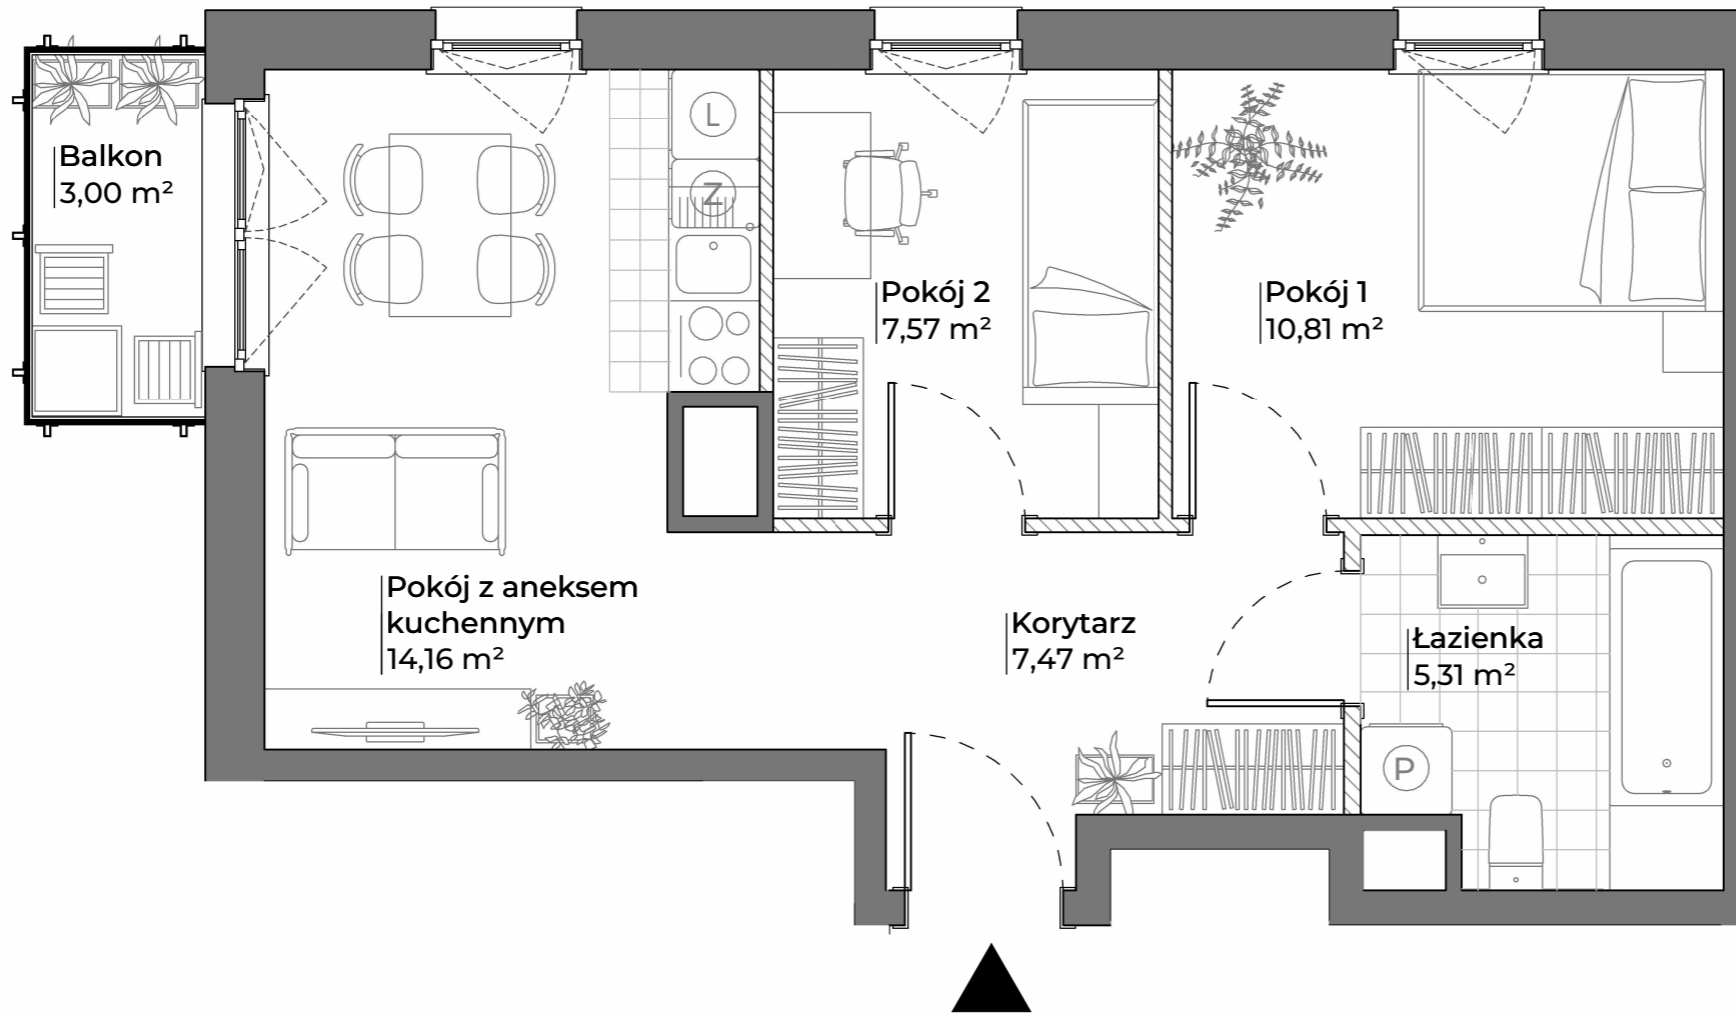 Balkon
3,00 m²
L
Z
Pokój 2
7,57 m²
Pokój 1
10,81 m²
Pokój z aneksem
kuchennym
14,16 m²
Korytarz
7,47 m²
Łazienka
5,31 m²
P